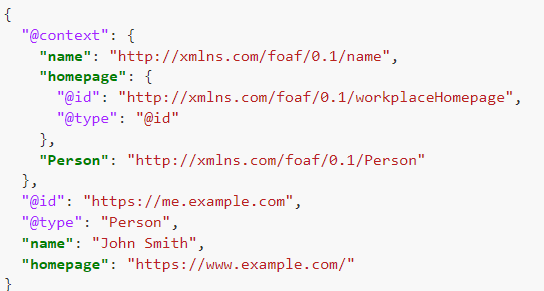 {
  "@context": {
    "name": "http://xmlns.com/foaf/0.1/name",
    "homepage": {
      "@id": "http://xmlns.com/foaf/0.1/workplaceHomepage",
      "@type": "@id"
    },
    "Person": "http://xmlns.com/foaf/0.1/Person"
  },
  "@id": "https://me.example.com",
  "@type": "Person",
  "name": "John Smith",
  "homepage": "https://www.example.com/"
}